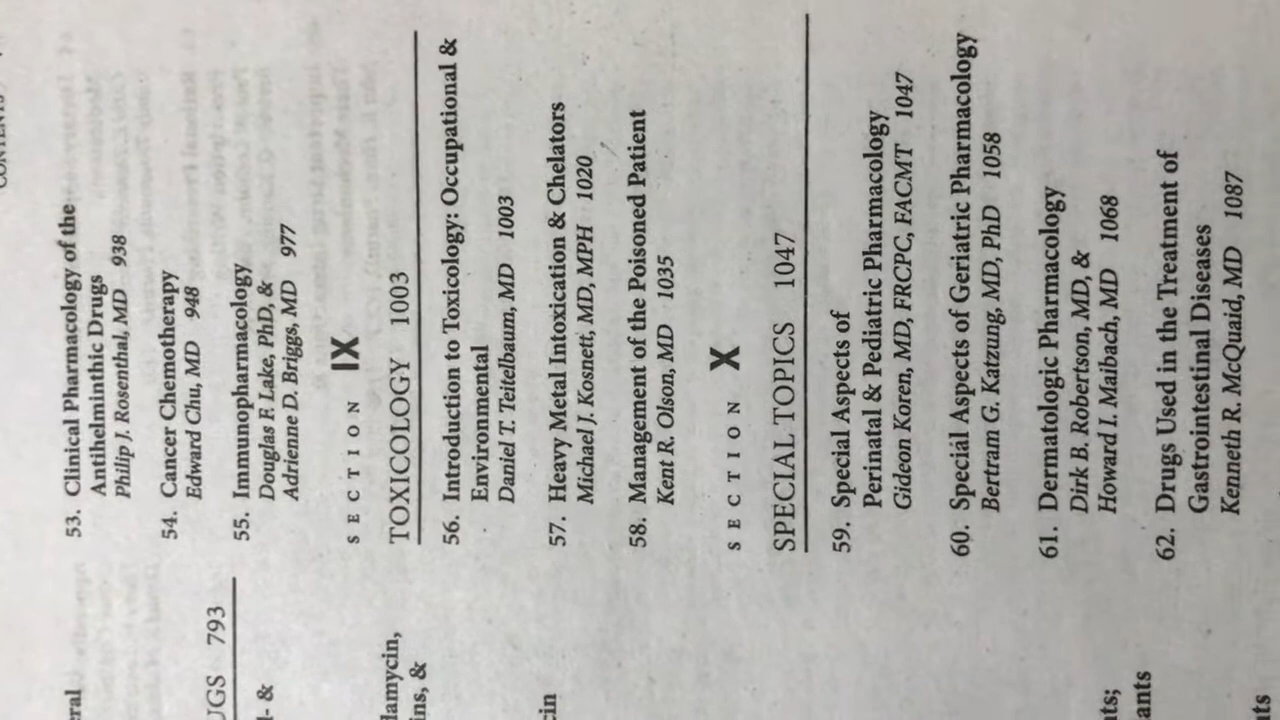 CONTENTS
eral
UGS 793
l- &
lamycin,
ins, &
cin
ts;
ants
ts
53. Clinical Pharmacology of the
Antihelminthic Drugs
Philip J. Rosenthal, MD 938
54. Cancer Chemotherapy
Edward Chu, MD 948
55. Immunopharmacology
Douglas F. Lake, PhD, &
Adrienne D. Briggs, MD 977
SECTION IX
TOXICOLOGY 1003
56. Introduction to Toxicology: Occupational &
Environmental
Daniel T. Teitelbaum, MD 1003
57. Heavy Metal Intoxication & Chelators
Michael J. Kosnett, MD, MPH 1020
58. Management of the Poisoned Patient
Kent R. Olson, MD 1035
SECTION X
SPECIAL TOPICS 1047
59. Special Aspects of
Perinatal & Pediatric Pharmacology
Gideon Koren, MD, FRCPC, FACMT 1047
60. Special Aspects of Geriatric Pharmacology
Bertram G. Katzung, MD, PhD 1058
61. Dermatologic Pharmacology
Dirk B. Robertson, MD, &
Howard I. Maibach, MD 1068
62. Drugs Used in the Treatment of
Gastrointestinal Diseases
Kenneth R. McQuaid, MD 1087